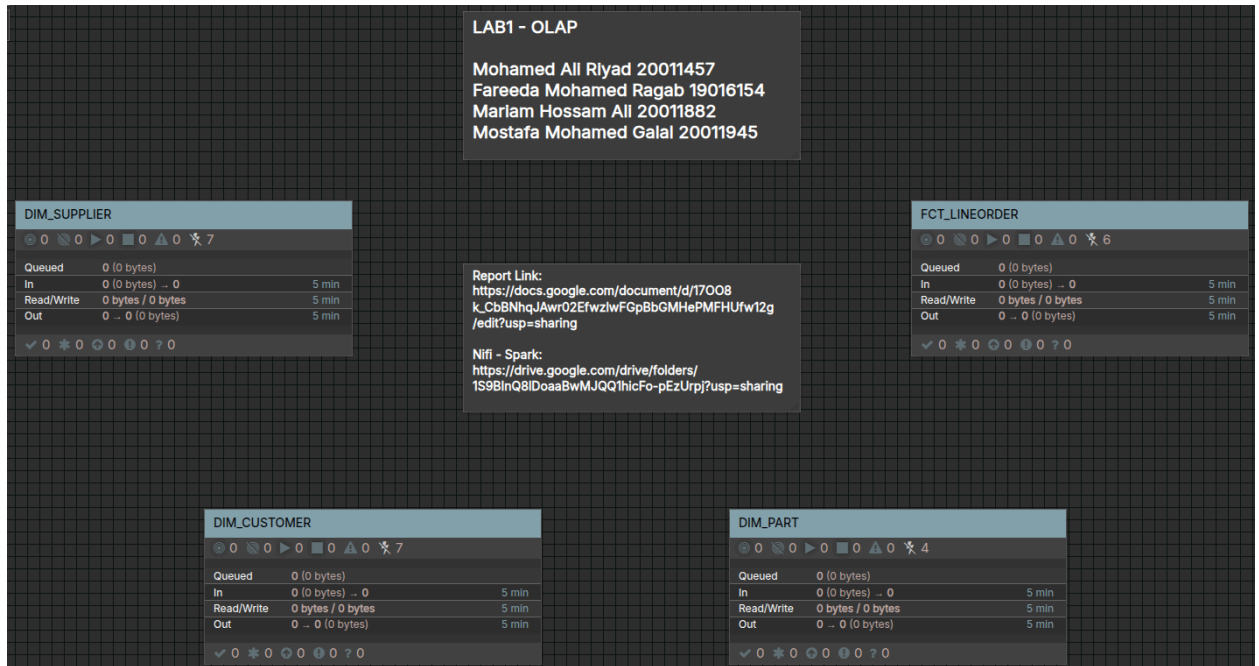 LAB1 - OLAP
Mohamed Ali Riyad 20011457
Fareeda Mohamed Ragab 19016154
Mariam Hossam Ali 20011882
Mostafa Mohamed Galal 20011945
DIM_SUPPLIER
0 0 0 0 0 7
Queued 0 (0 bytes)
In 0 (0 bytes) → 0 5 min
Read/Write 0 bytes / 0 bytes 5 min
Out 0 → 0 (0 bytes) 5 min
0 0 0 0 ? 0
Report Link:
https://docs.google.com/document/d/17OO8
k_CbBNhqJAwr02EfwzlwFGpBbGMHePMFHUfw12g
/edit?usp=sharing
Nifi - Spark:
https://drive.google.com/drive/folders/
1S9BlnQ8lDoaaBwMJQQ1hicFo-pEzUrpj?usp=sharing
FCT_LINEORDER
0 0 0 0 0 6
Queued 0 (0 bytes)
In 0 (0 bytes) → 0 5 min
Read/Write 0 bytes / 0 bytes 5 min
Out 0 → 0 (0 bytes) 5 min
0 0 0 0 ? 0
DIM_CUSTOMER
0 0 0 0 0 7
Queued 0 (0 bytes)
In 0 (0 bytes) → 0 5 min
Read/Write 0 bytes / 0 bytes 5 min
Out 0 → 0 (0 bytes) 5 min
0 0 0 0 ? 0
DIM_PART
0 0 0 0 0 4
Queued 0 (0 bytes)
In 0 (0 bytes) → 0 5 min
Read/Write 0 bytes / 0 bytes 5 min
Out 0 → 0 (0 bytes) 5 min
0 0 0 0 ? 0